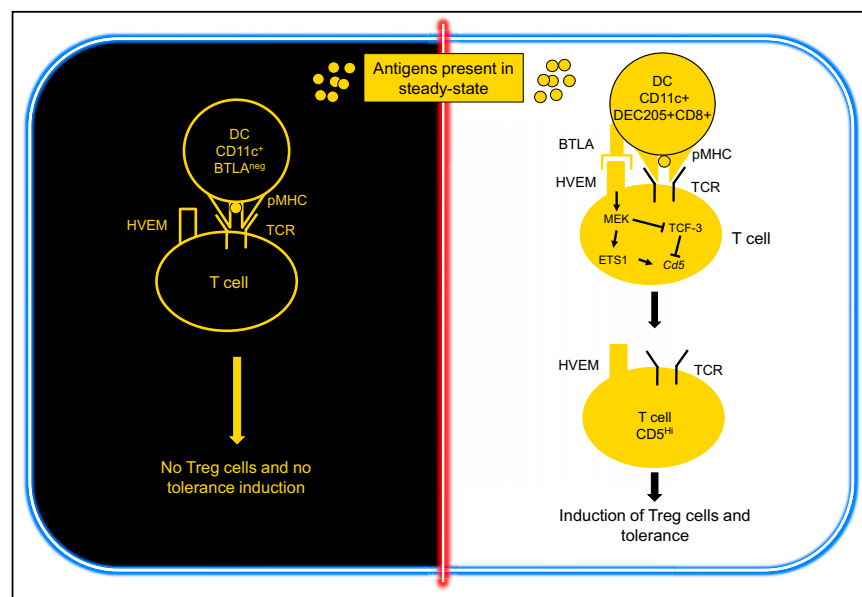 Antigens present in
steady-state
DC
CD11c⁺
BTLAⁿᵉᵍ
pMHC
HVEM
TCR
T cell
No Treg cells and no
tolerance induction
DC
CD11c+
DEC205+CD8+
BTLA
pMHC
HVEM
TCR
MEK
TCF-3
T cell
ETS1
Cd5
HVEM
TCR
T cell
CD5ᴴⁱ
Induction of Treg cells and
tolerance